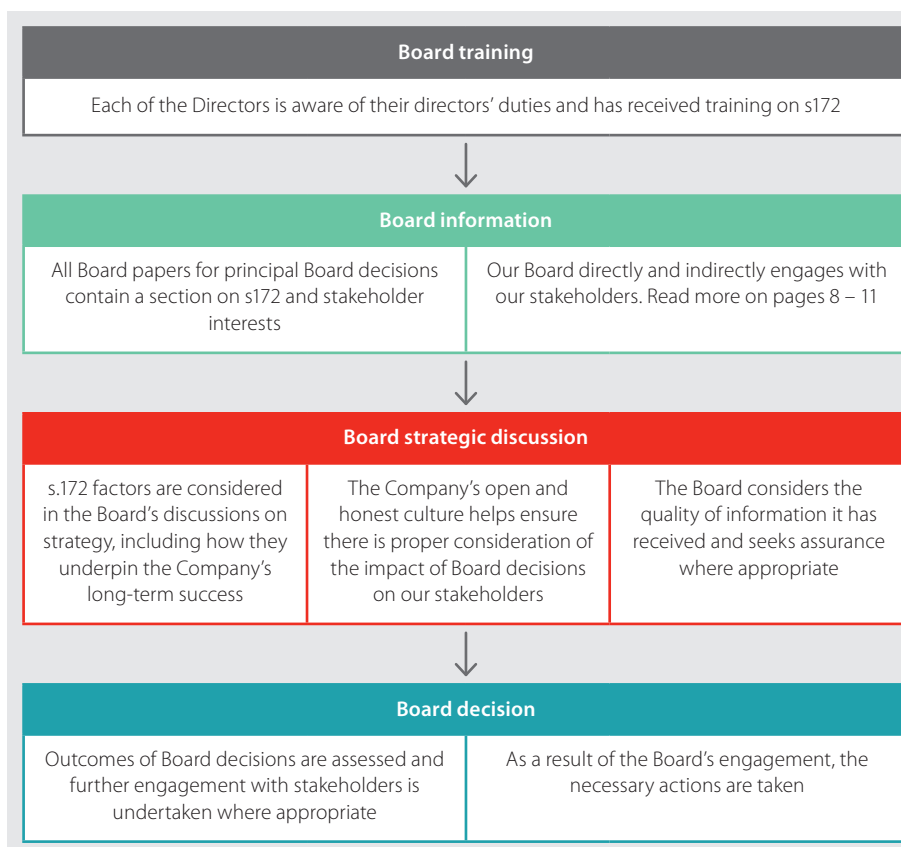 Board training
Each of the Directors is aware of their directors’ duties and has received training on s172
Board information
All Board papers for principal Board decisions
contain a section on s172 and stakeholder
interests
Our Board directly and indirectly engages with
our stakeholders. Read more on pages 8 – 11
Board strategic discussion
s.172 factors are considered
in the Board’s discussions on
strategy, including how they
underpin the Company’s
long-term success
The Company’s open and
honest culture helps ensure
there is proper consideration of
the impact of Board decisions
on our stakeholders
The Board considers the
quality of information it has
received and seeks assurance
where appropriate
Board decision
Outcomes of Board decisions are assessed and
further engagement with stakeholders is
undertaken where appropriate
As a result of the Board’s engagement, the
necessary actions are taken